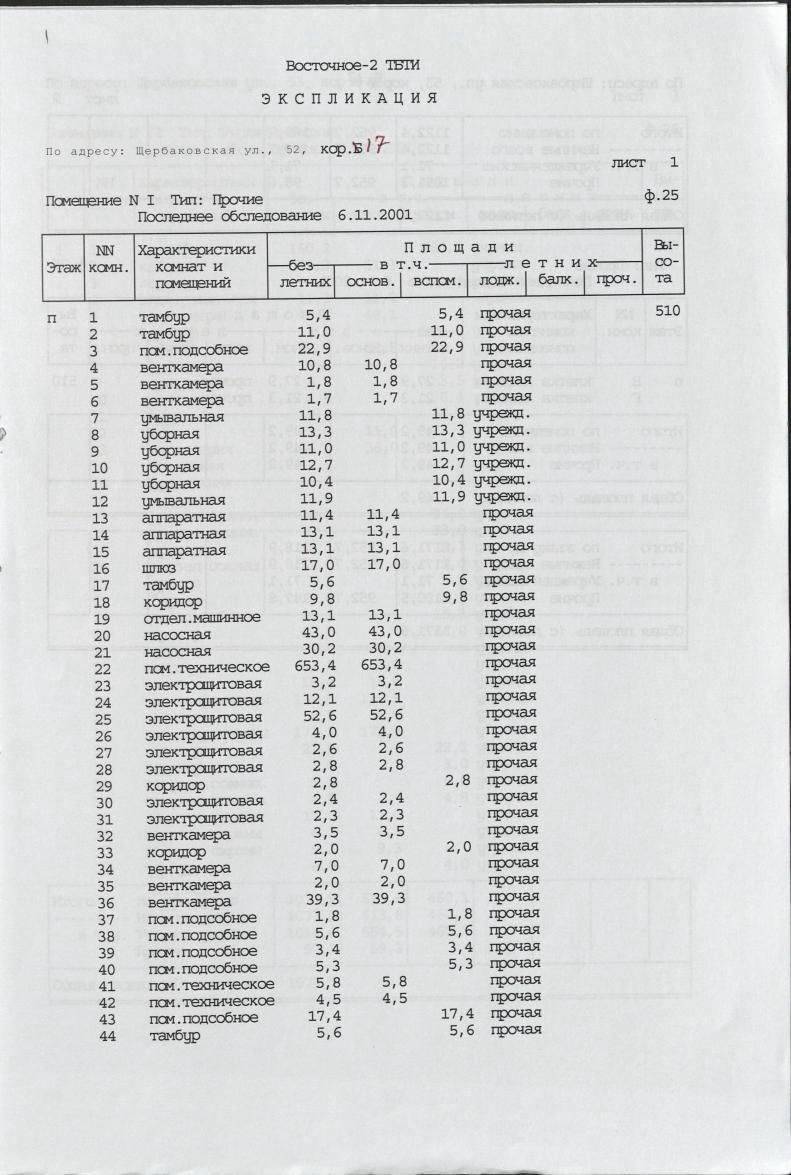 Восточное-2 ТБТИ
ЭКСПЛИКАЦИЯ
По адресу: Щербаковская ул., 52, кор.Б 17
лист 1
Помещение N I Тип: Прочие ф.25
Последнее обследование 6.11.2001
NN Характеристики Площади Вы-
Этаж комн. комнат и без в т.ч. летних со-
помещений летних основ. вспом. лодж. балк. проч. та
п 1 тамбур 5,4 5,4 прочая 510
2 тамбур 11,0 11,0 прочая
3 пом.подсобное 22,9 22,9 прочая
4 венткамера 10,8 10,8 прочая
5 венткамера 1,8 1,8 прочая
6 венткамера 1,7 1,7 прочая
7 умывальная 11,8 11,8 учрежд.
8 уборная 13,3 13,3 учрежд.
9 уборная 11,0 11,0 учрежд.
10 уборная 12,7 12,7 учрежд.
11 уборная 10,4 10,4 учрежд.
12 умывальная 11,9 11,9 учрежд.
13 аппаратная 11,4 11,4 прочая
14 аппаратная 13,1 13,1 прочая
15 аппаратная 13,1 13,1 прочая
16 шлюз 17,0 17,0 прочая
17 тамбур 5,6 5,6 прочая
18 коридор 9,8 9,8 прочая
19 отдел.машинное 13,1 13,1 прочая
20 насосная 43,0 43,0 прочая
21 насосная 30,2 30,2 прочая
22 пом.техническое 653,4 653,4 прочая
23 электрощитовая 3,2 3,2 прочая
24 электрощитовая 12,1 12,1 прочая
25 электрощитовая 52,6 52,6 прочая
26 электрощитовая 4,0 4,0 прочая
27 электрощитовая 2,6 2,6 прочая
28 электрощитовая 2,8 2,8 прочая
29 коридор 2,8 2,8 прочая
30 электрощитовая 2,4 2,4 прочая
31 электрощитовая 2,3 2,3 прочая
32 венткамера 3,5 3,5 прочая
33 коридор 2,0 2,0 прочая
34 венткамера 7,0 7,0 прочая
35 венткамера 2,0 2,0 прочая
36 венткамера 39,3 39,3 прочая
37 пом.подсобное 1,8 1,8 прочая
38 пом.подсобное 5,6 5,6 прочая
39 пом.подсобное 3,4 3,4 прочая
40 пом.подсобное 5,3 5,3 прочая
41 пом.техническое 5,8 5,8 прочая
42 пом.техническое 4,5 4,5 прочая
43 пом.подсобное 17,4 17,4 прочая
44 тамбур 5,6 5,6 прочая